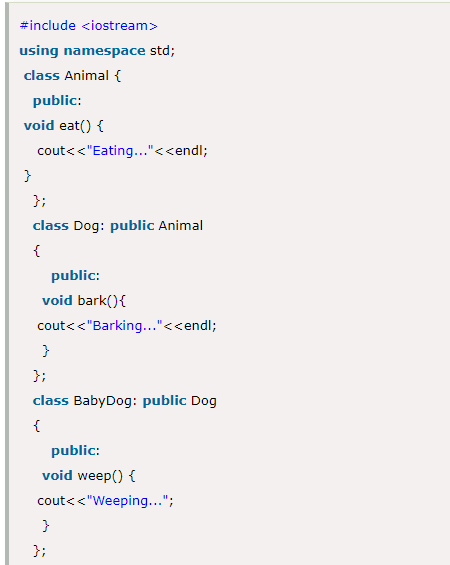 #include <iostream>
using namespace std;
class Animal {
public:
void eat() {
cout<<"Eating..."<<endl;
}
};
class Dog: public Animal
{
public:
void bark(){
cout<<"Barking..."<<endl;
}
};
class BabyDog: public Dog
{
public:
void weep() {
cout<<"Weeping...";
}
};